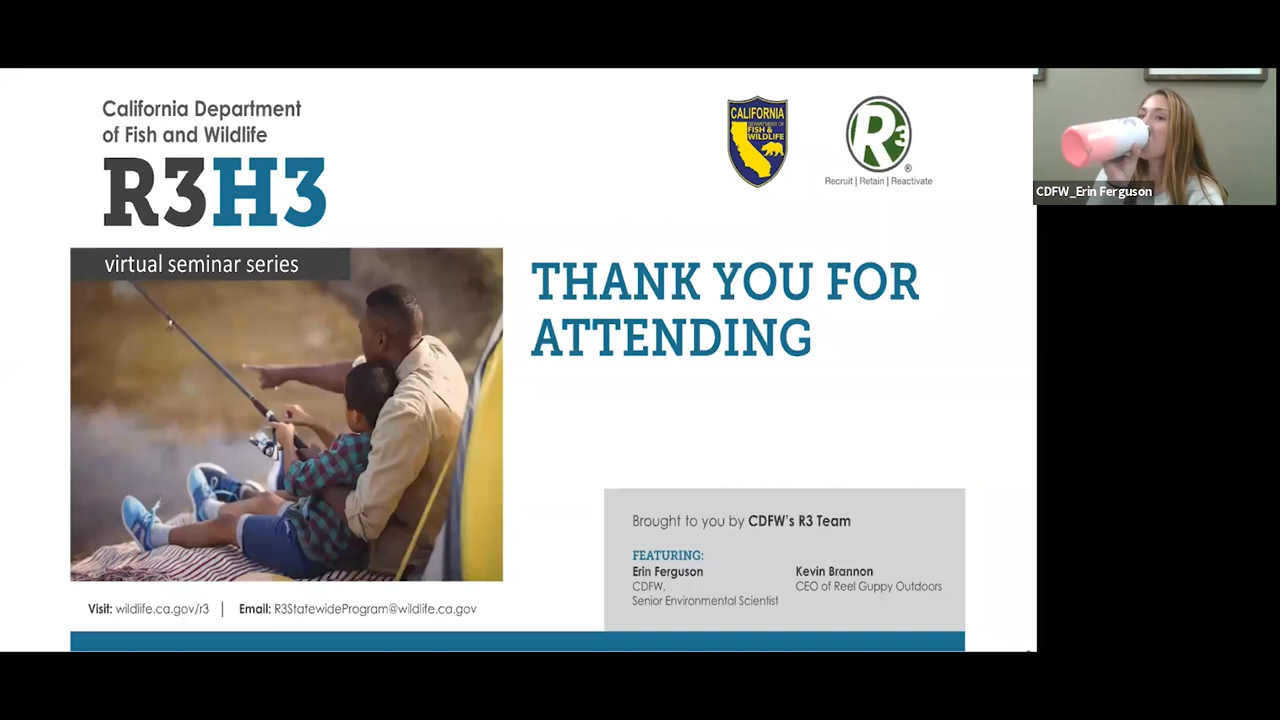 California Department
of Fish and Wildlife
R3H3
virtual seminar series
CALIFORNIA
DEPARTMENT OF
FISH &
WILDLIFE
R3
®
Recruit | Retain | Reactivate
CDFW_Erin Ferguson
THANK YOU FOR
ATTENDING
Brought to you by CDFW's R3 Team
FEATURING:
Erin Ferguson
CDFW,
Senior Environmental Scientist
Kevin Brannon
CEO of Reel Guppy Outdoors
Visit: wildlife.ca.gov/r3 | Email: R3StatewideProgram@wildlife.ca.gov